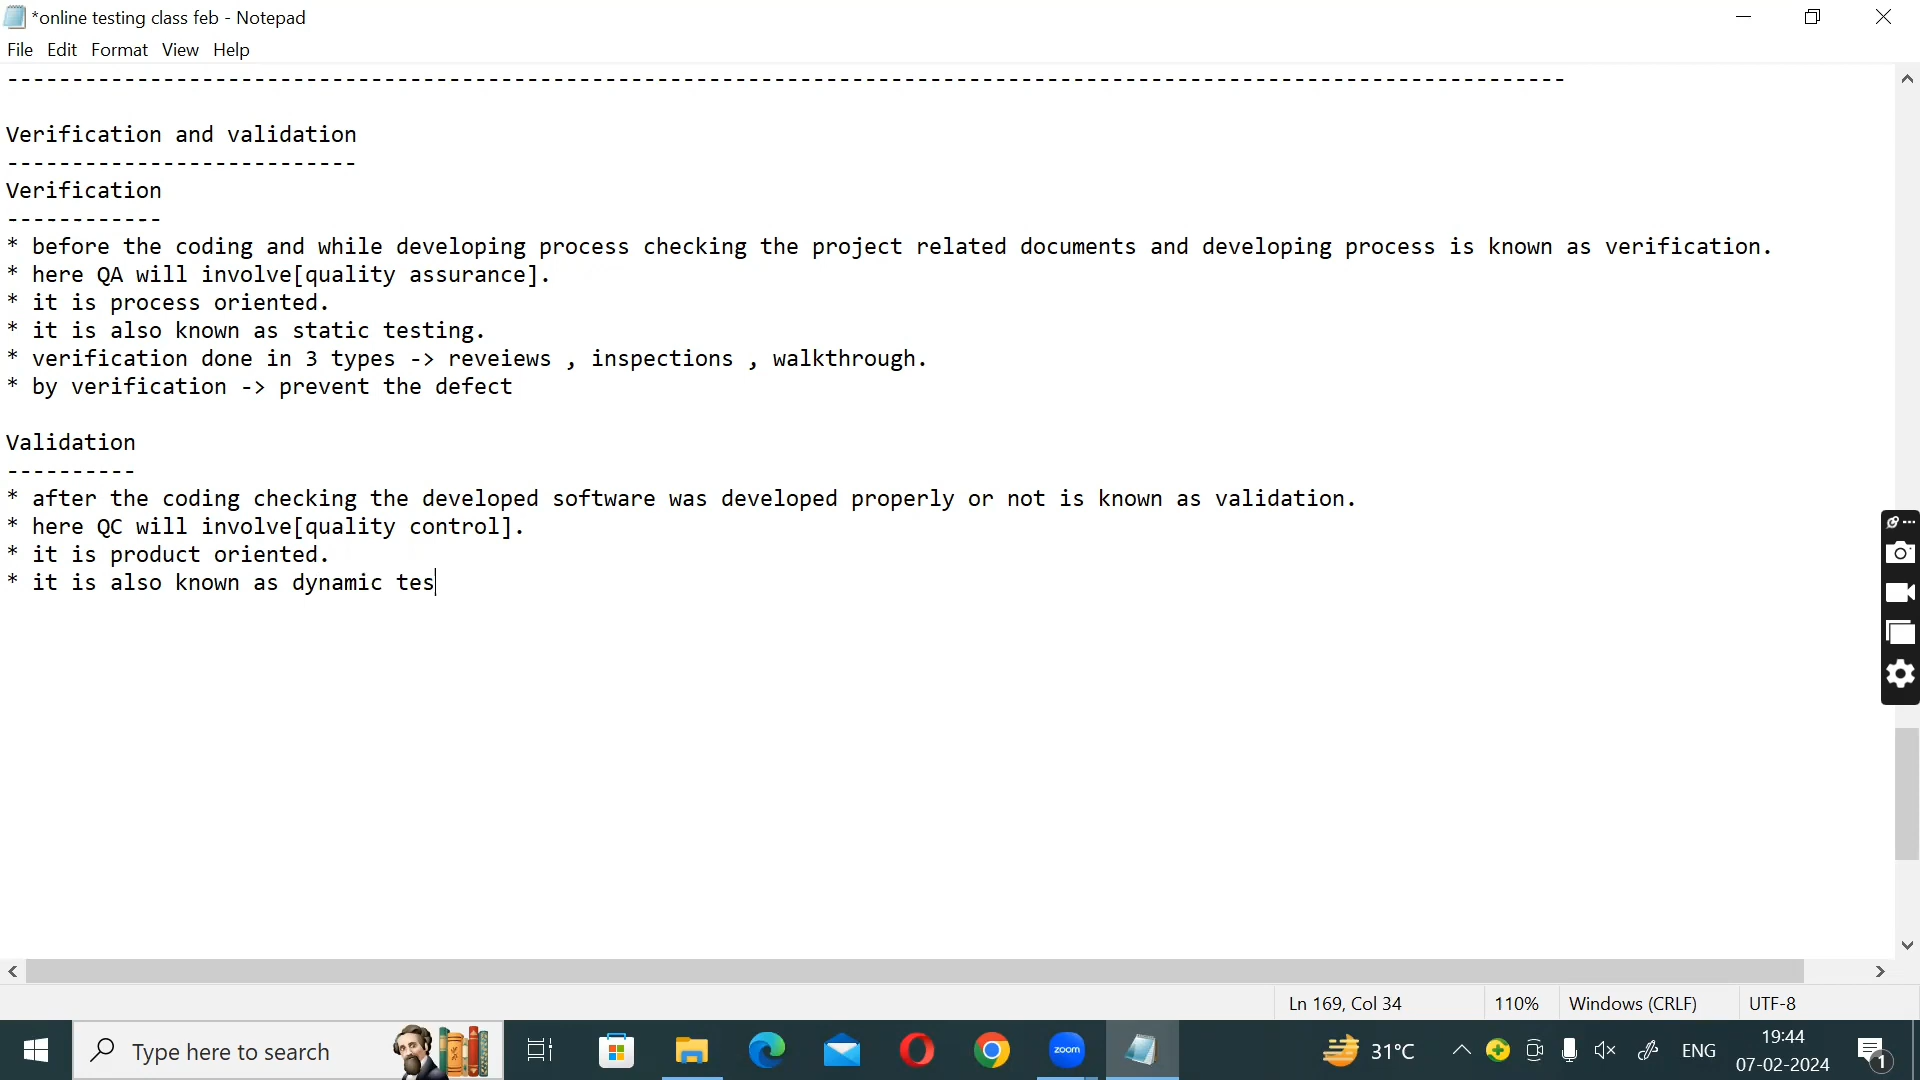 *online testing class feb - Notepad
File Edit Format View Help
------------------------------------------------------------------------------------------------------------------------
Verification and validation
---------------------------
Verification
------------
* before the coding and while developing process checking the project related documents and developing process is known as verification.
* here QA will involve[quality assurance].
* it is process oriented.
* it is also known as static testing.
* verification done in 3 types -> reveiews , inspections , walkthrough.
* by verification -> prevent the defect
Validation
----------
* after the coding checking the developed software was developed properly or not is known as validation.
* here QC will involve[quality control].
* it is product oriented.
* it is also known as dynamic tes
Ln 169, Col 34 110% Windows (CRLF) UTF-8
Type here to search zoom 31°C ENG 19:44
07-02-2024 1